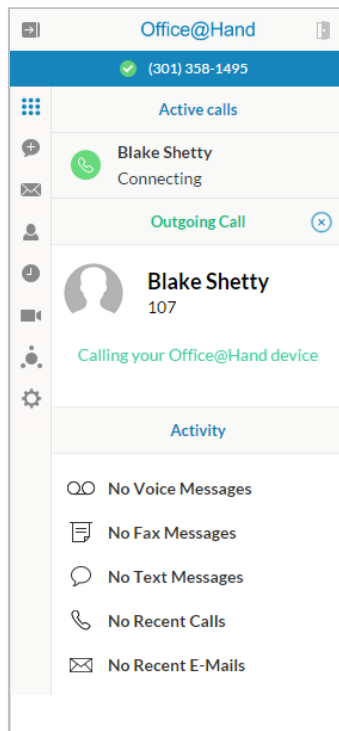 Office@Hand
(301) 358-1495
Active calls
Blake Shetty
Connecting
Outgoing Call
Blake Shetty
107
Calling your Office@Hand device
Activity
No Voice Messages
No Fax Messages
No Text Messages
No Recent Calls
No Recent E-Mails